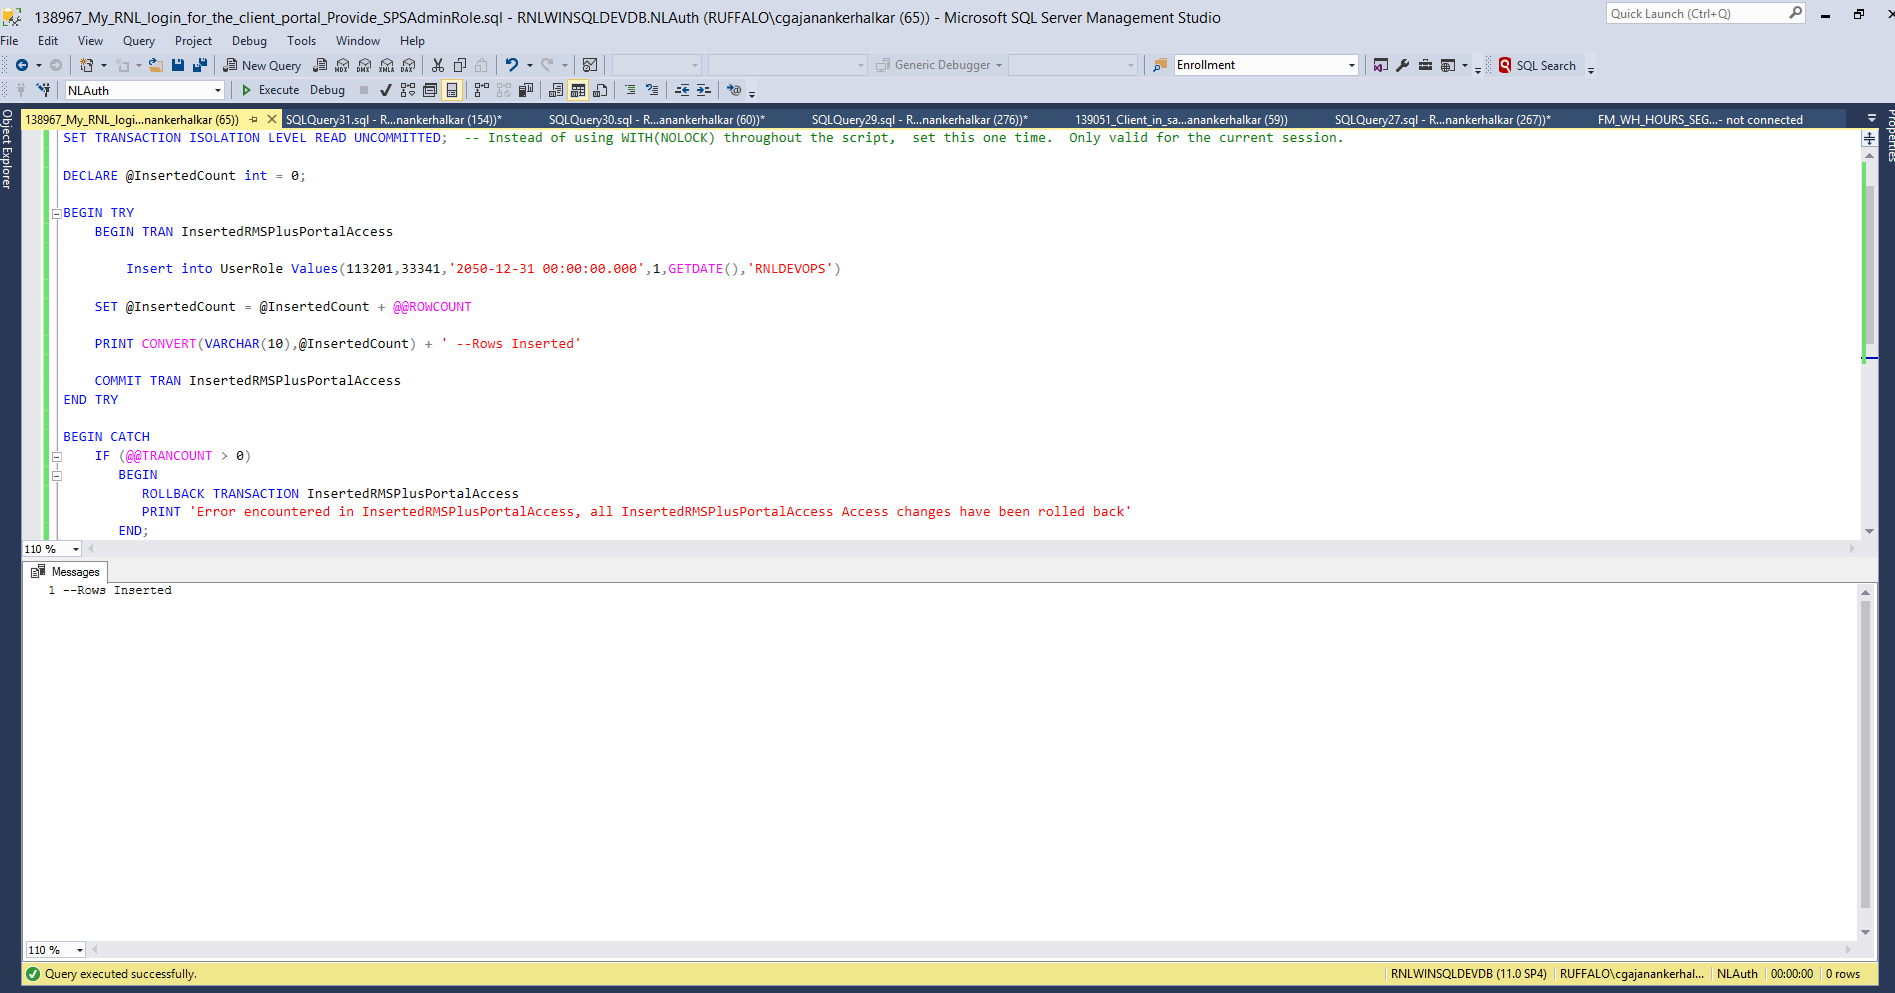 138967_My_RNL_login_for_the_client_portal_Provide_SPSAdminRole.sql - RNLWINSQLDEVDB.NLAuth (RUFFALO\cgajanankerhalkar (65)) - Microsoft SQL Server Management Studio
Quick Launch (Ctrl+Q)
File Edit View Query Project Debug Tools Window Help
New Query MDX DMX XMLA DAX Generic Debugger Enrollment SQL Search
NLAuth Execute Debug
Object Explorer
Properties
138967_My_RNL_logi...nankerhalkar (65)) SQLQuery31.sql - R...nankerhalkar (154))* SQLQuery30.sql - R...anankerhalkar (60))* SQLQuery29.sql - R...nankerhalkar (276))* 139051_Client_in_sa...anankerhalkar (59)) SQLQuery27.sql - R...nankerhalkar (267))* FM_WH_HOURS_SEG...- not connected
SET TRANSACTION ISOLATION LEVEL READ UNCOMMITTED;  -- Instead of using WITH(NOLOCK) throughout the script,  set this one time.  Only valid for the current session.
DECLARE @InsertedCount int = 0;
BEGIN TRY
BEGIN TRAN InsertedRMSPlusPortalAccess
Insert into UserRole Values(113201,33341,'2050-12-31 00:00:00.000',1,GETDATE(),'RNLDEVOPS')
SET @InsertedCount = @InsertedCount + @@ROWCOUNT
PRINT CONVERT(VARCHAR(10),@InsertedCount) + ' --Rows Inserted'
COMMIT TRAN InsertedRMSPlusPortalAccess
END TRY
BEGIN CATCH
IF (@@TRANCOUNT > 0)
BEGIN
ROLLBACK TRANSACTION InsertedRMSPlusPortalAccess
PRINT 'Error encountered in InsertedRMSPlusPortalAccess, all InsertedRMSPlusPortalAccess Access changes have been rolled back'
END;
110 %
Messages
1 --Rows Inserted
110 %
Query executed successfully. RNLWINSQLDEVDB (11.0 SP4) RUFFALO\cgajanankerhal... NLAuth 00:00:00 0 rows